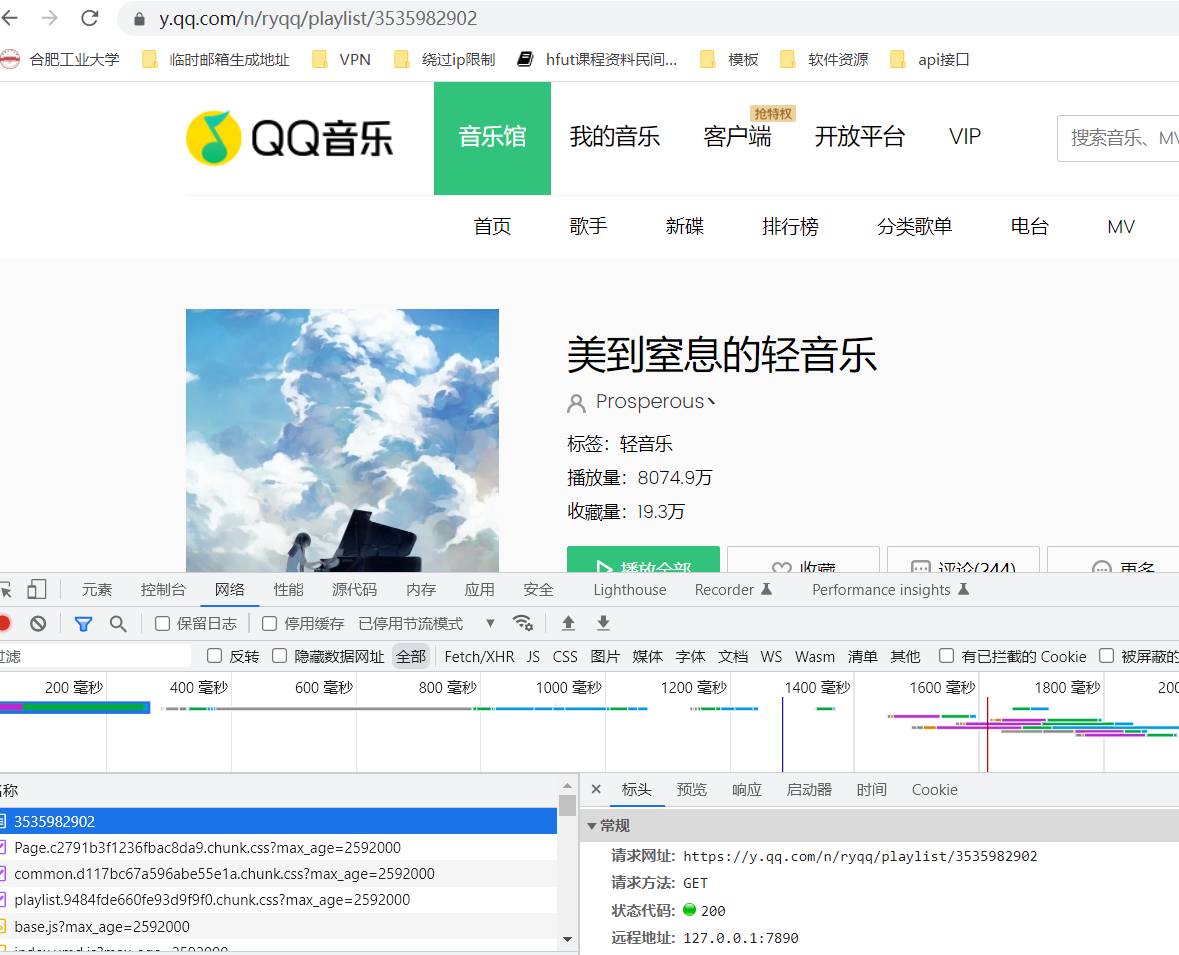 y.qq.com/n/ryqq/playlist/3535982902
合肥工业大学 临时邮箱生成地址 VPN 绕过ip限制 hfut课程资料民间... 模板 软件资源 api接口
抢特权
QQ音乐 音乐馆 我的音乐 客户端 开放平台 VIP 搜索音乐、MV
首页 歌手 新碟 排行榜 分类歌单 电台 MV
美到窒息的轻音乐
Prosperous丶
标签：轻音乐
播放量：8074.9万
收藏量：19.3万
播放全部 收藏 评论(244) 更多
元素 控制台 网络 性能 源代码 内存 应用 安全 Lighthouse Recorder Performance insights
保留日志 停用缓存 已停用节流模式
过滤 反转 隐藏数据网址 全部 Fetch/XHR JS CSS 图片 媒体 字体 文档 WS Wasm 清单 其他 有已拦截的 Cookie 被屏蔽的
200 毫秒 400 毫秒 600 毫秒 800 毫秒 1000 毫秒 1200 毫秒 1400 毫秒 1600 毫秒 1800 毫秒 200
名称 × 标头 预览 响应 启动器 时间 Cookie
3535982902
Page.c2791b3f1236fbac8da9.chunk.css?max_age=2592000
common.d117bc67a596abe55e1a.chunk.css?max_age=2592000
playlist.9484fde660fe93d9f9f0.chunk.css?max_age=2592000
base.js?max_age=2592000
index.umd.js?max_age=2592000
常规
请求网址: https://y.qq.com/n/ryqq/playlist/3535982902
请求方法: GET
状态代码: 200
远程地址: 127.0.0.1:7890